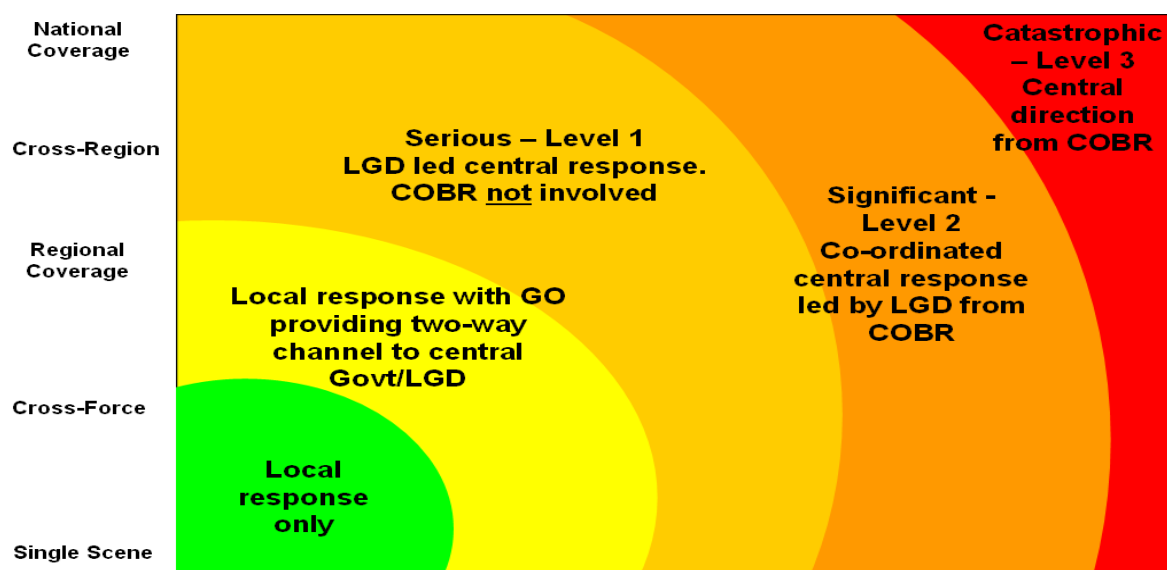 National
Coverage
Cross-Region
Regional
Coverage
Cross-Force
Single Scene
Catastrophic
– Level 3
Central
direction
from COBR
Serious – Level 1
LGD led central response.
COBR not involved
Significant -
Level 2
Co-ordinated
central response
led by LGD from
COBR
Local response with GO
providing two-way
channel to central
Govt/LGD
Local
response
only